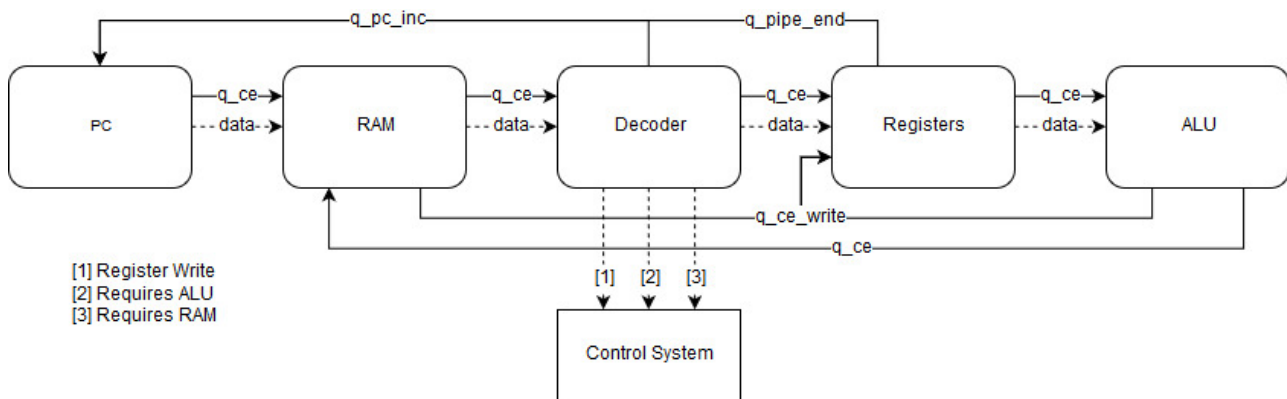 q_pc_inc q_pipe_end
q_ce q_ce q_ce q_ce
PC RAM Decoder Registers ALU
data data data data
q_ce_write
q_ce
[1] Register Write
[2] Requires ALU
[3] Requires RAM
[1] [2] [3]
Control System